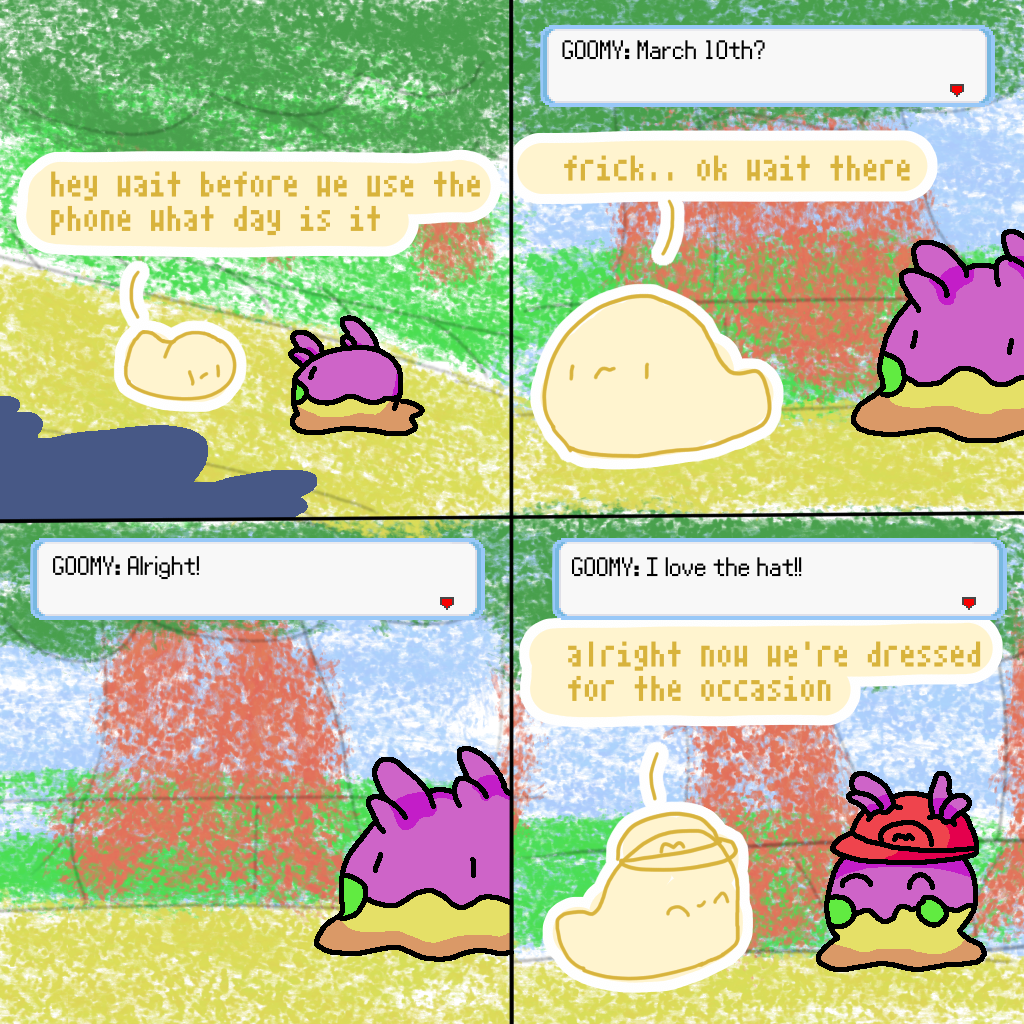 hey wait before we use the
phone what day is it
GOOMY: March 10th?
frick.. ok wait there
GOOMY: Alright!
GOOMY: I love the hat!!
alright now we're dressed
for the occasion